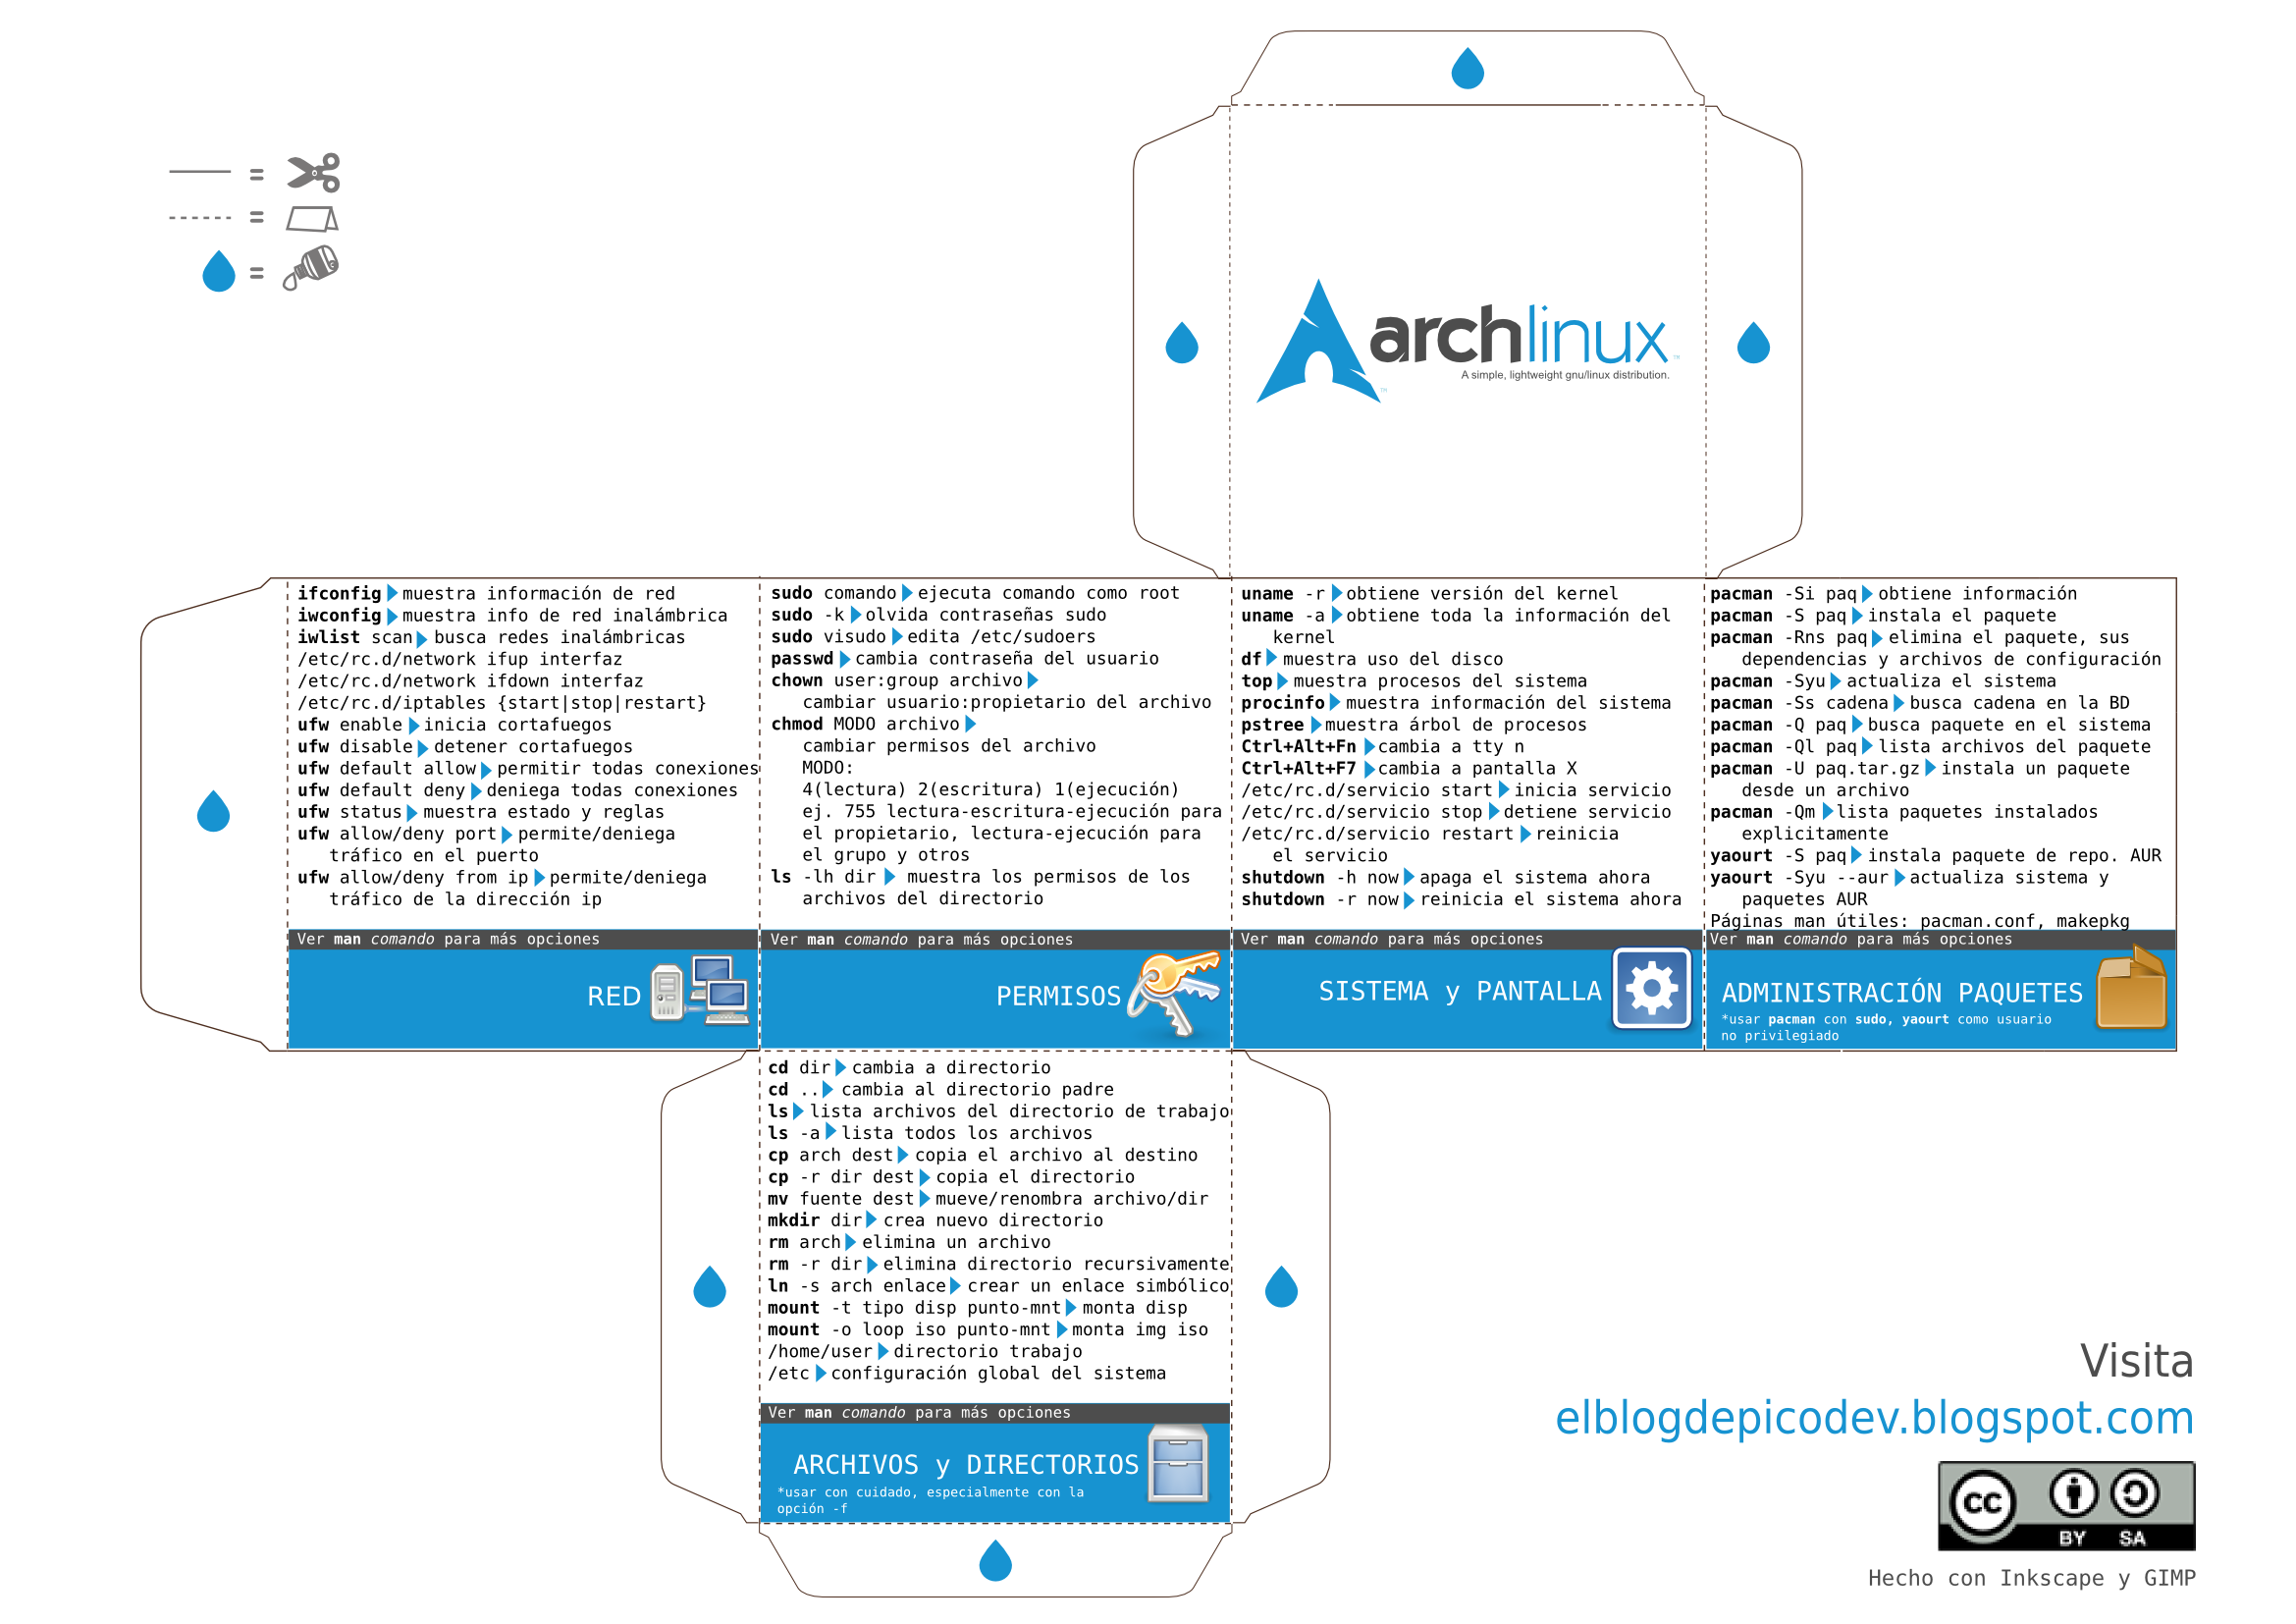 =
=
=
archlinux
A simple, lightweight gnu/linux distribution.
ifconfig muestra información de red
iwconfig muestra info de red inalámbrica
iwlist scan busca redes inalámbricas
/etc/rc.d/network ifup interfaz
/etc/rc.d/network ifdown interfaz
/etc/rc.d/iptables {start|stop|restart}
ufw enable inicia cortafuegos
ufw disable detener cortafuegos
ufw default allow permitir todas conexiones
ufw default deny deniega todas conexiones
ufw status muestra estado y reglas
ufw allow/deny port permite/deniega
tráfico en el puerto
ufw allow/deny from ip permite/deniega
tráfico de la dirección ip
Ver man comando para más opciones
RED
sudo comando ejecuta comando como root
sudo -k olvida contraseñas sudo
sudo visudo edita /etc/sudoers
passwd cambia contraseña del usuario
chown user:group archivo
cambiar usuario:propietario del archivo
chmod MODO archivo
cambiar permisos del archivo
MODO:
4(lectura) 2(escritura) 1(ejecución)
ej. 755 lectura-escritura-ejecución para
el propietario, lectura-ejecución para
el grupo y otros
ls -lh dir muestra los permisos de los
archivos del directorio
Ver man comando para más opciones
PERMISOS
uname -r obtiene versión del kernel
uname -a obtiene toda la información del
kernel
df muestra uso del disco
top muestra procesos del sistema
procinfo muestra información del sistema
pstree muestra árbol de procesos
Ctrl+Alt+Fn cambia a tty n
Ctrl+Alt+F7 cambia a pantalla X
/etc/rc.d/servicio start inicia servicio
/etc/rc.d/servicio stop detiene servicio
/etc/rc.d/servicio restart reinicia
el servicio
shutdown -h now apaga el sistema ahora
shutdown -r now reinicia el sistema ahora
Ver man comando para más opciones
SISTEMA y PANTALLA
pacman -Si paq obtiene información
pacman -S paq instala el paquete
pacman -Rns paq elimina el paquete, sus
dependencias y archivos de configuración
pacman -Syu actualiza el sistema
pacman -Ss cadena busca cadena en la BD
pacman -Q paq busca paquete en el sistema
pacman -Ql paq lista archivos del paquete
pacman -U paq.tar.gz instala un paquete
desde un archivo
pacman -Qm lista paquetes instalados
explicitamente
yaourt -S paq instala paquete de repo. AUR
yaourt -Syu --aur actualiza sistema y
paquetes AUR
Páginas man útiles: pacman.conf, makepkg
Ver man comando para más opciones
ADMINISTRACIÓN PAQUETES
*usar pacman con sudo, yaourt como usuario
no privilegiado
cd dir cambia a directorio
cd .. cambia al directorio padre
ls lista archivos del directorio de trabajo
ls -a lista todos los archivos
cp arch dest copia el archivo al destino
cp -r dir dest copia el directorio
mv fuente dest mueve/renombra archivo/dir
mkdir dir crea nuevo directorio
rm arch elimina un archivo
rm -r dir elimina directorio recursivamente
ln -s arch enlace crear un enlace simbólico
mount -t tipo disp punto-mnt monta disp
mount -o loop iso punto-mnt monta img iso
/home/user directorio trabajo
/etc configuración global del sistema
Ver man comando para más opciones
ARCHIVOS y DIRECTORIOS
*usar con cuidado, especialmente con la
opción -f
Visita
elblogdepicodev.blogspot.com
cc
BY SA
Hecho con Inkscape y GIMP